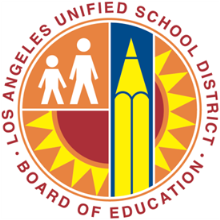 LOS ANGELES UNIFIED SCHOOL DISTRICT
• BOARD OF EDUCATION •